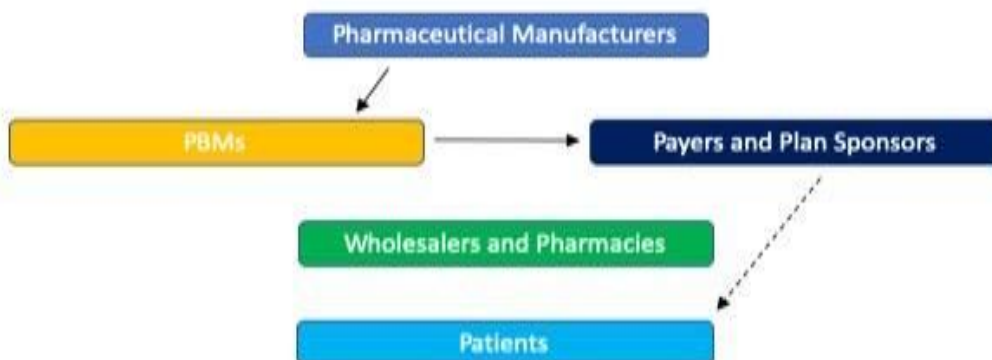 Pharmaceutical Manufacturers
PBMs
Payers and Plan Sponsors
Wholesalers and Pharmacies
Patients